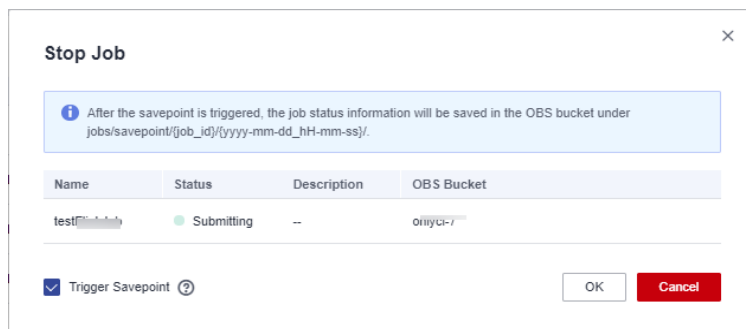 Stop Job
After the savepoint is triggered, the job status information will be saved in the OBS bucket under
jobs/savepoint/{job_id}/{yyyy-mm-dd_hH-mm-ss}/.
Name Status Description OBS Bucket
Submitting --
Trigger Savepoint ? OK Cancel